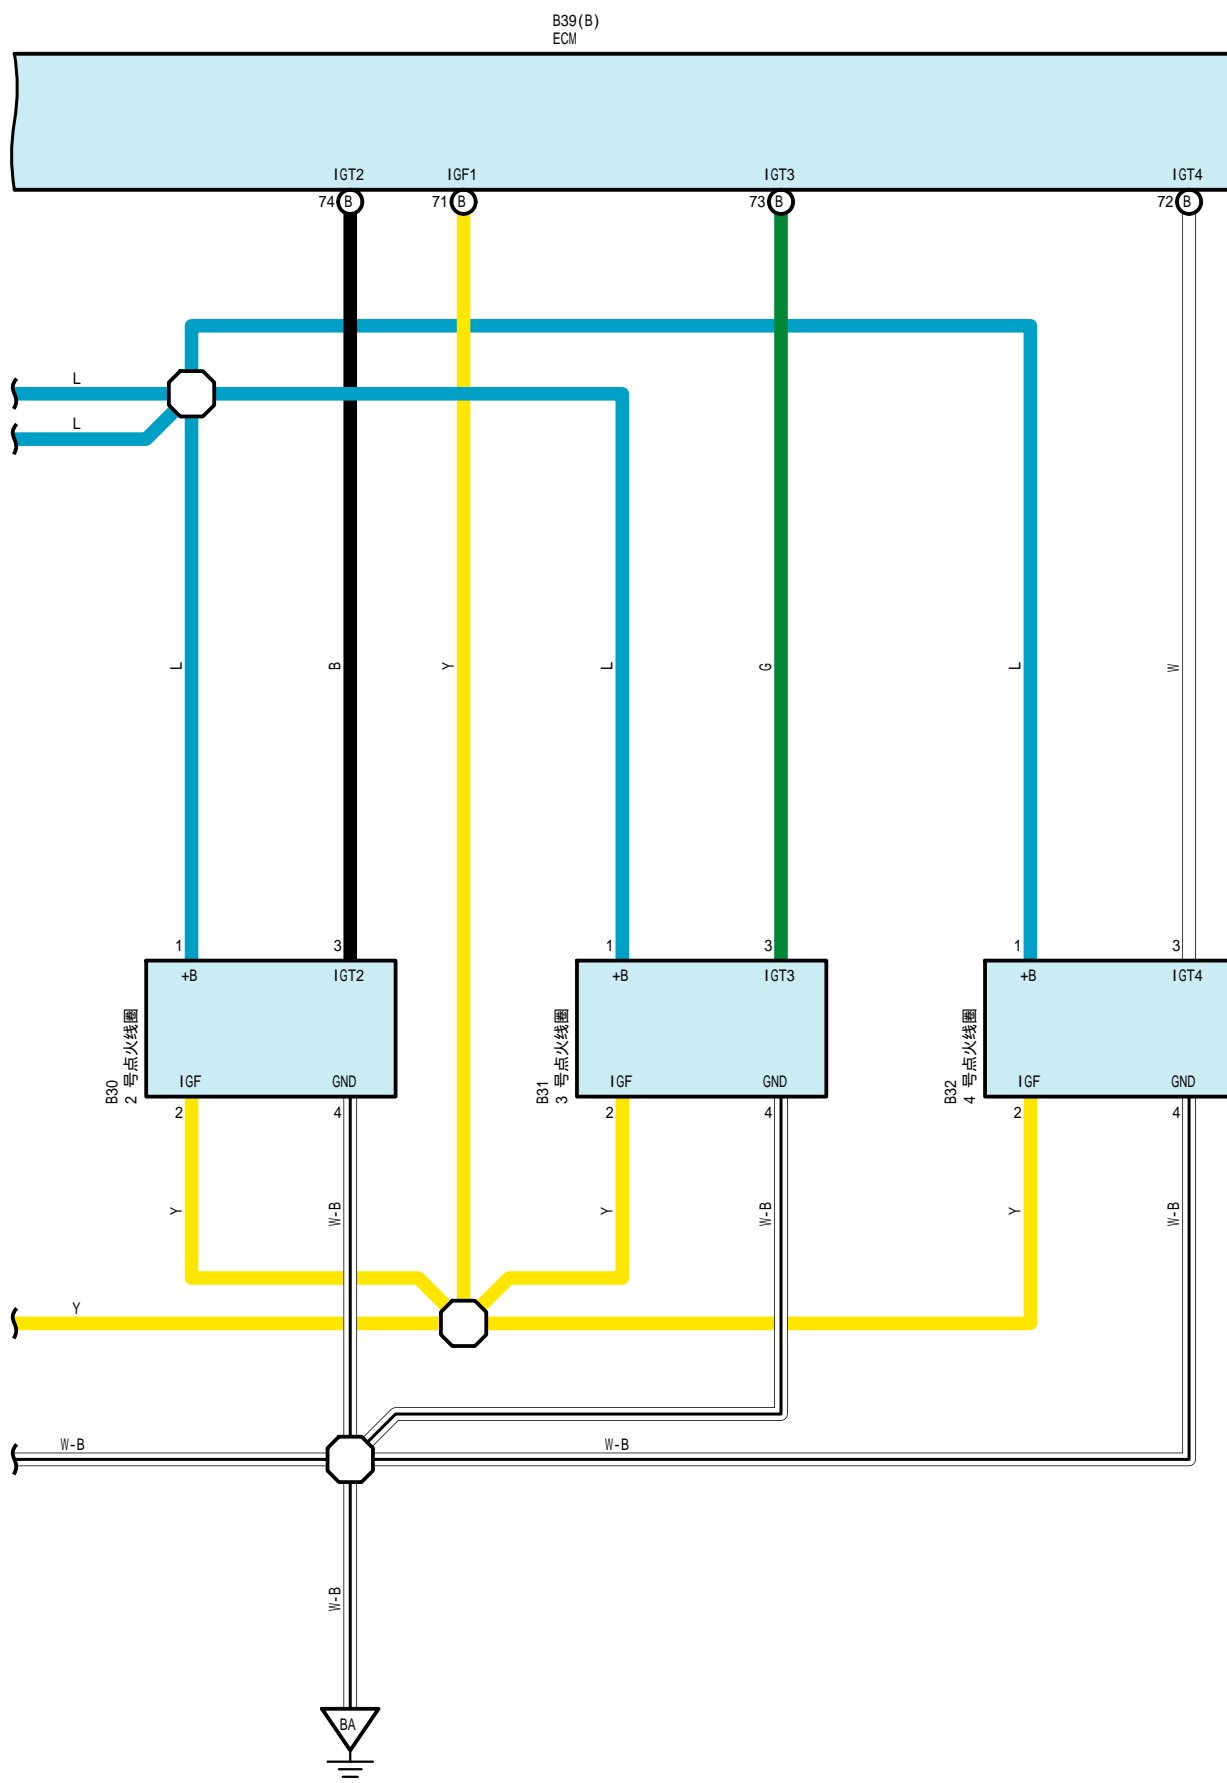 B39(B)
ECM
IGT2 IGF1 IGT3 IGT4
74 B 71 B 73 B 72 B
L
L
L B Y L G L W
1 3 1 3 1 3
+B IGT2 +B IGT3 +B IGT4
B30
2 号点火线圈
B31
3 号点火线圈
B32
4 号点火线圈
IGF GND IGF GND IGF GND
2 4 2 4 2 4
Y W-B Y W-B Y W-B
Y
W-B W-B
W-B
BA